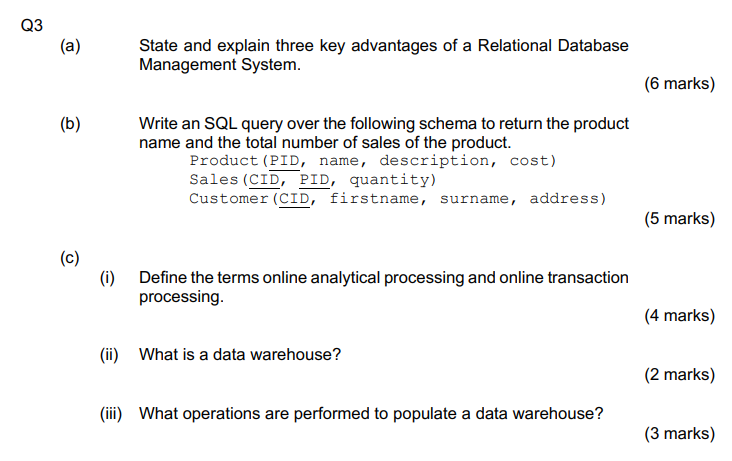 Q3
(a) State and explain three key advantages of a Relational Database
Management System.
(6 marks)
(b) Write an SQL query over the following schema to return the product
name and the total number of sales of the product.
Product(PID, name, description, cost)
Sales(CID, PID, quantity)
Customer(CID, firstname, surname, address)
(5 marks)
(c)
(i) Define the terms online analytical processing and online transaction
processing.
(4 marks)
(ii) What is a data warehouse?
(2 marks)
(iii) What operations are performed to populate a data warehouse?
(3 marks)